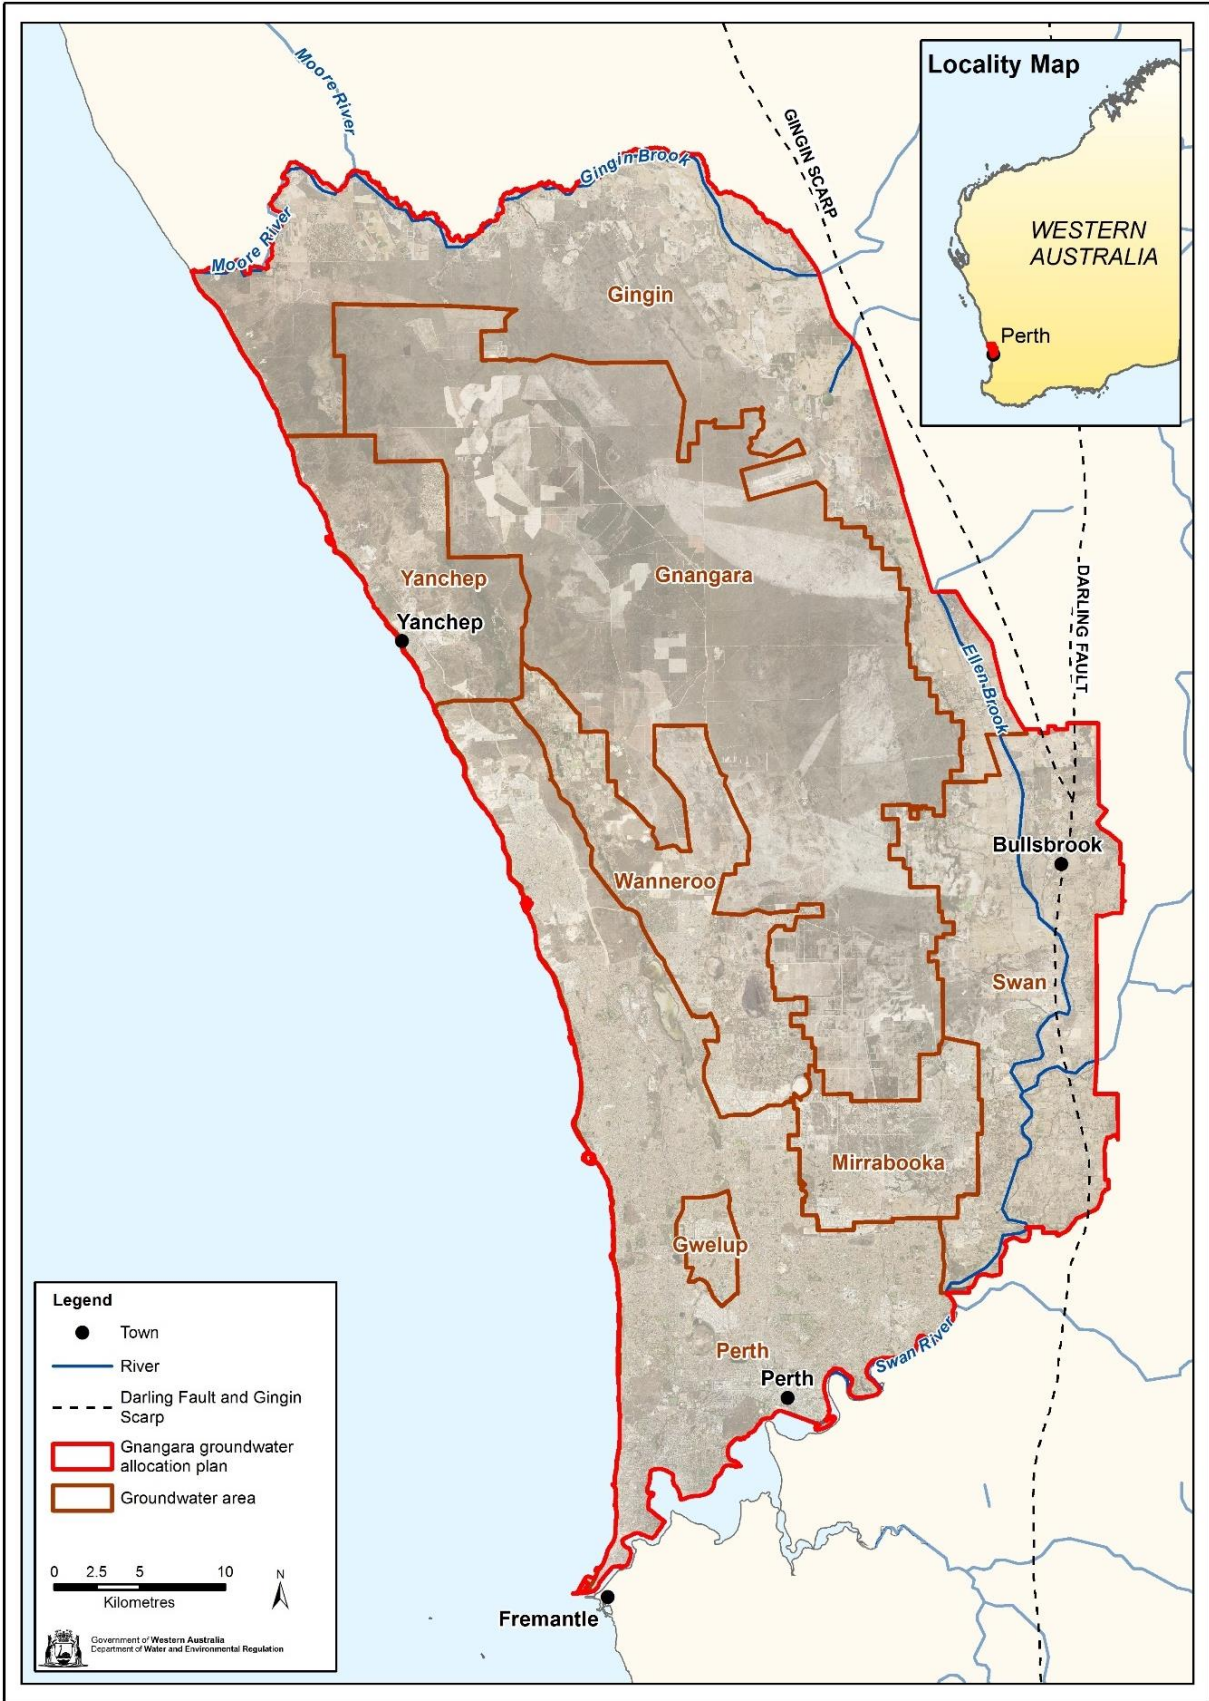 Locality Map
WESTERN
AUSTRALIA
Perth
Moore River
GINGIN SCARP
Gingin Brook
Moore River
Gingin
Yanchep
Gnangara
Yanchep
DARLING FAULT
Ellen Brook
Bullsbrook
Wanneroo
Swan
Mirrabooka
Gwelup
Perth
Perth
Swan River
Fremantle
Legend
Town
River
Darling Fault and Gingin
Scarp
Gnangara groundwater
allocation plan
Groundwater area
0 2.5 5 10
Kilometres
N
Government of Western Australia
Department of Water and Environmental Regulation